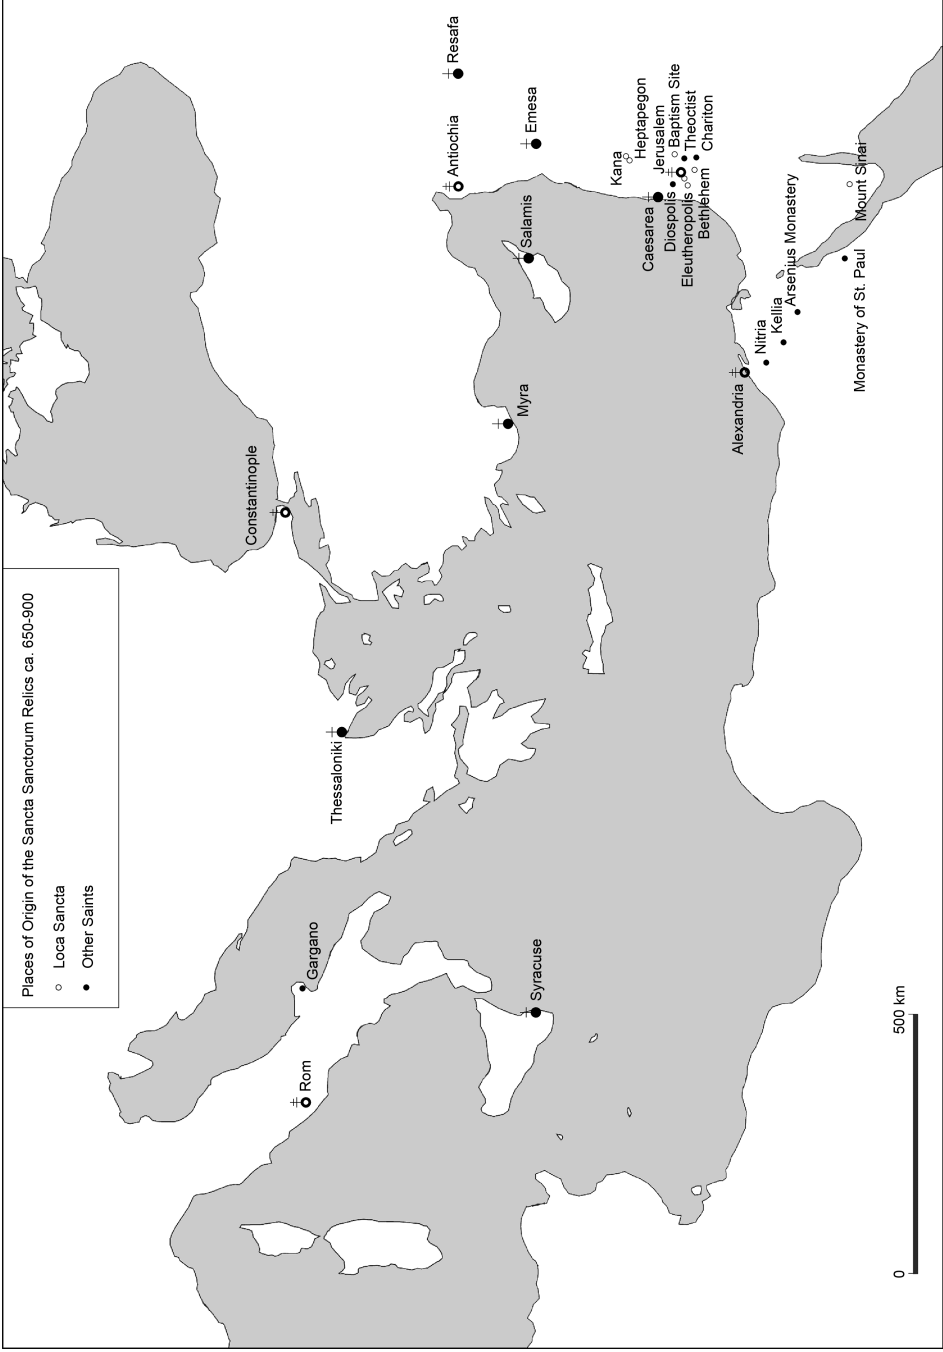 Places of Origin of the Sancta Sanctorum Relics ca. 650-900
Loca Sancta
Other Saints
Constantinople
Thessaloniki
Gargano
Rom
Syracuse
Myra
Salamis
Antiochia
Resafa
Emesa
Kana
Heptapegon
Caesarea
Jerusalem
Diospolis
Baptism Site
Eleutheropolis
Theoctist
Bethlehem
Chariton
Alexandria
Nitria
Kellia
Arsenius Monastery
Monastery of St. Paul
Mount Sinai
0
500 km